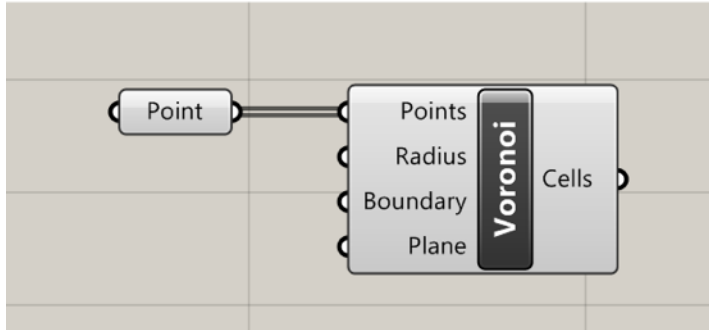 Point
Points
Radius
Boundary
Plane
Voronoi
Cells